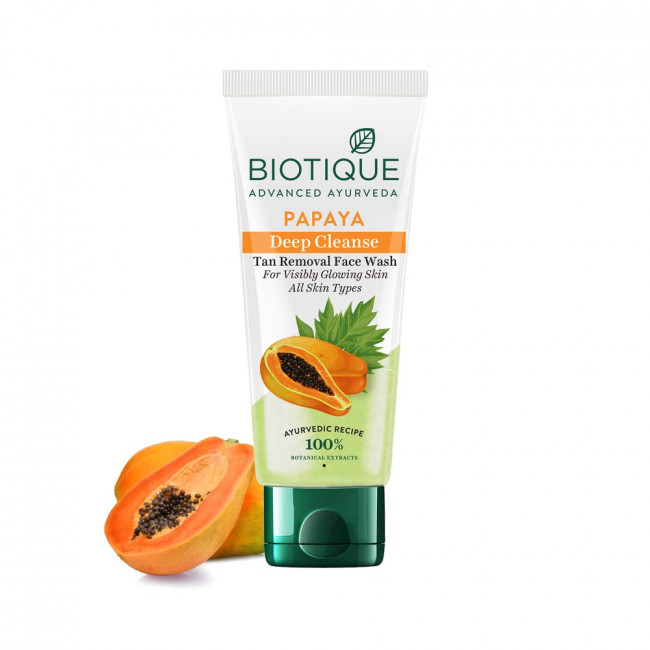 BIOTIQUE
ADVANCED AYURVEDA
PAPAYA
Deep Cleanse
Tan Removal Face Wash
For Visibly Glowing Skin
All Skin Types
AYURVEDIC RECIPE
100%
BOTANICAL EXTRACTS